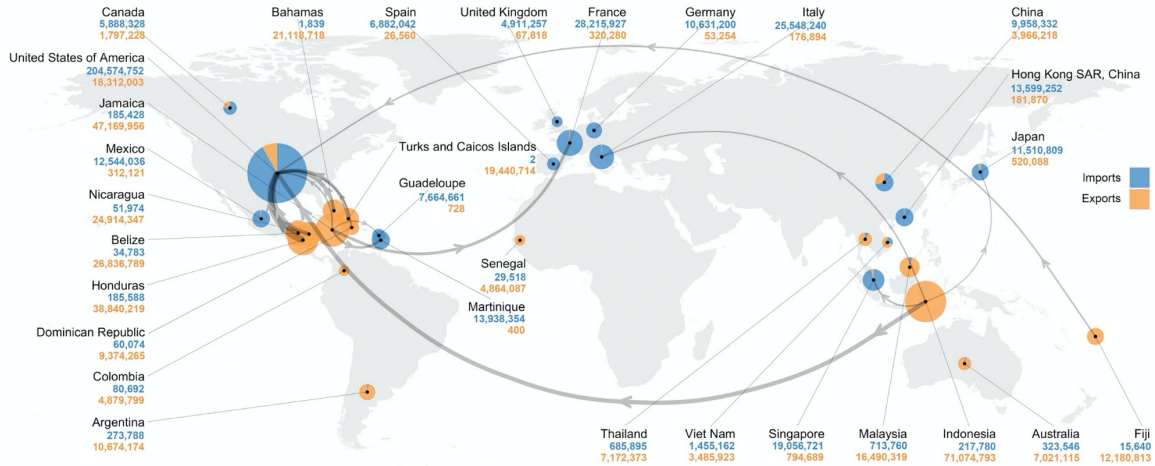 Canada
5,888,328
1,797,228
Bahamas
1,839
21,118,718
Spain
6,882,042
26,560
United Kingdom
4,911,257
67,818
France
28,215,927
320,280
Germany
10,631,200
53,254
Italy
25,548,240
176,894
China
9,958,332
3,966,218
United States of America
204,574,752
18,312,003
Hong Kong SAR, China
13,599,252
181,870
Jamaica
185,428
47,169,956
Japan
11,510,809
520,088
Mexico
12,544,036
312,121
Turks and Caicos Islands
2
19,440,714
Imports
Exports
Guadeloupe
7,664,661
728
Nicaragua
51,974
24,914,347
Belize
34,783
26,836,789
Senegal
29,518
4,864,087
Honduras
185,588
38,840,219
Martinique
13,938,354
400
Dominican Republic
60,074
9,374,265
Colombia
80,692
4,879,799
Argentina
273,788
10,674,174
Thailand
685,895
7,172,373
Viet Nam
1,455,162
3,485,923
Singapore
19,056,721
794,689
Malaysia
713,760
16,490,319
Indonesia
217,780
71,074,793
Australia
323,546
7,021,115
Fiji
15,640
12,180,813